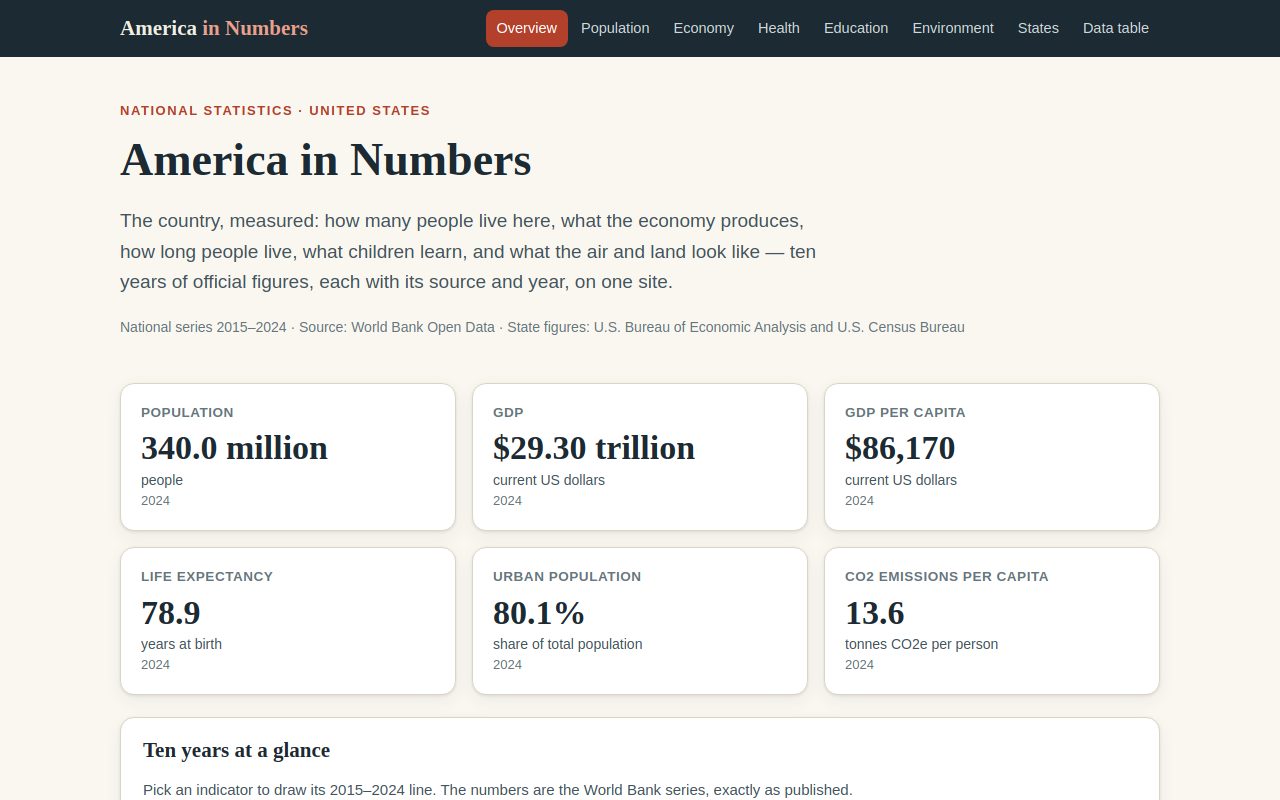 America in Numbers
Overview
Population
Economy
Health
Education
Environment
States
Data table
NATIONAL STATISTICS · UNITED STATES
America in Numbers
The country, measured: how many people live here, what the economy produces,
how long people live, what children learn, and what the air and land look like — ten
years of official figures, each with its source and year, on one site.
National series 2015–2024 · Source: World Bank Open Data · State figures: U.S. Bureau of Economic Analysis and U.S. Census Bureau
POPULATION
340.0 million
people
2024
GDP
$29.30 trillion
current US dollars
2024
GDP PER CAPITA
$86,170
current US dollars
2024
LIFE EXPECTANCY
78.9
years at birth
2024
URBAN POPULATION
80.1%
share of total population
2024
CO2 EMISSIONS PER CAPITA
13.6
tonnes CO2e per person
2024
Ten years at a glance
Pick an indicator to draw its 2015–2024 line. The numbers are the World Bank series, exactly as published.